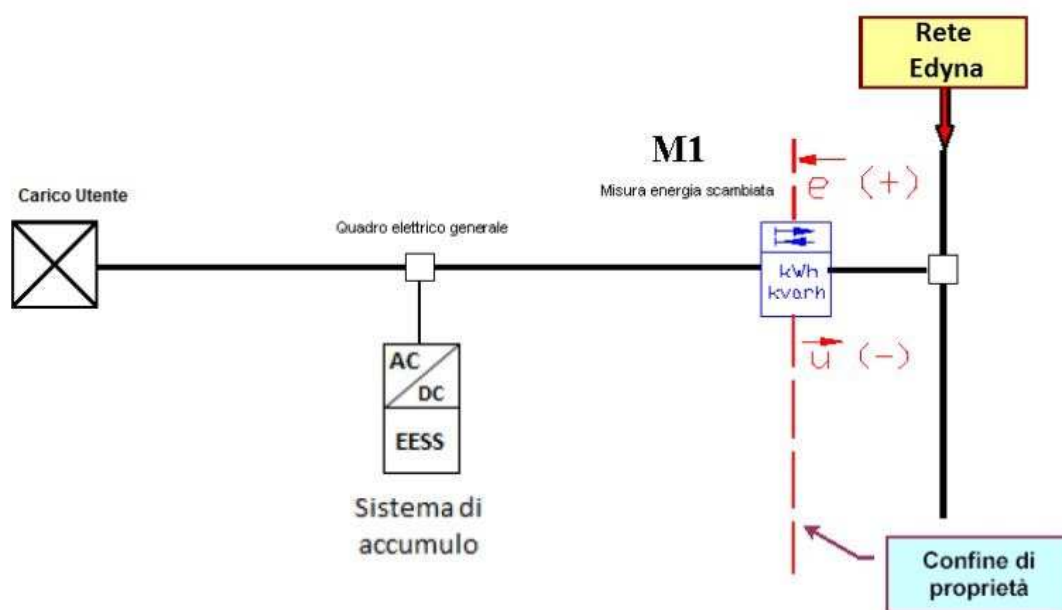 Rete
Edyna
M1
Misura energia scambiata
e (+)
Carico Utente
Quadro elettrico generale
kWh
kvarh
u (-)
AC
DC
EESS
Sistema di
accumulo
Confine di
proprietà